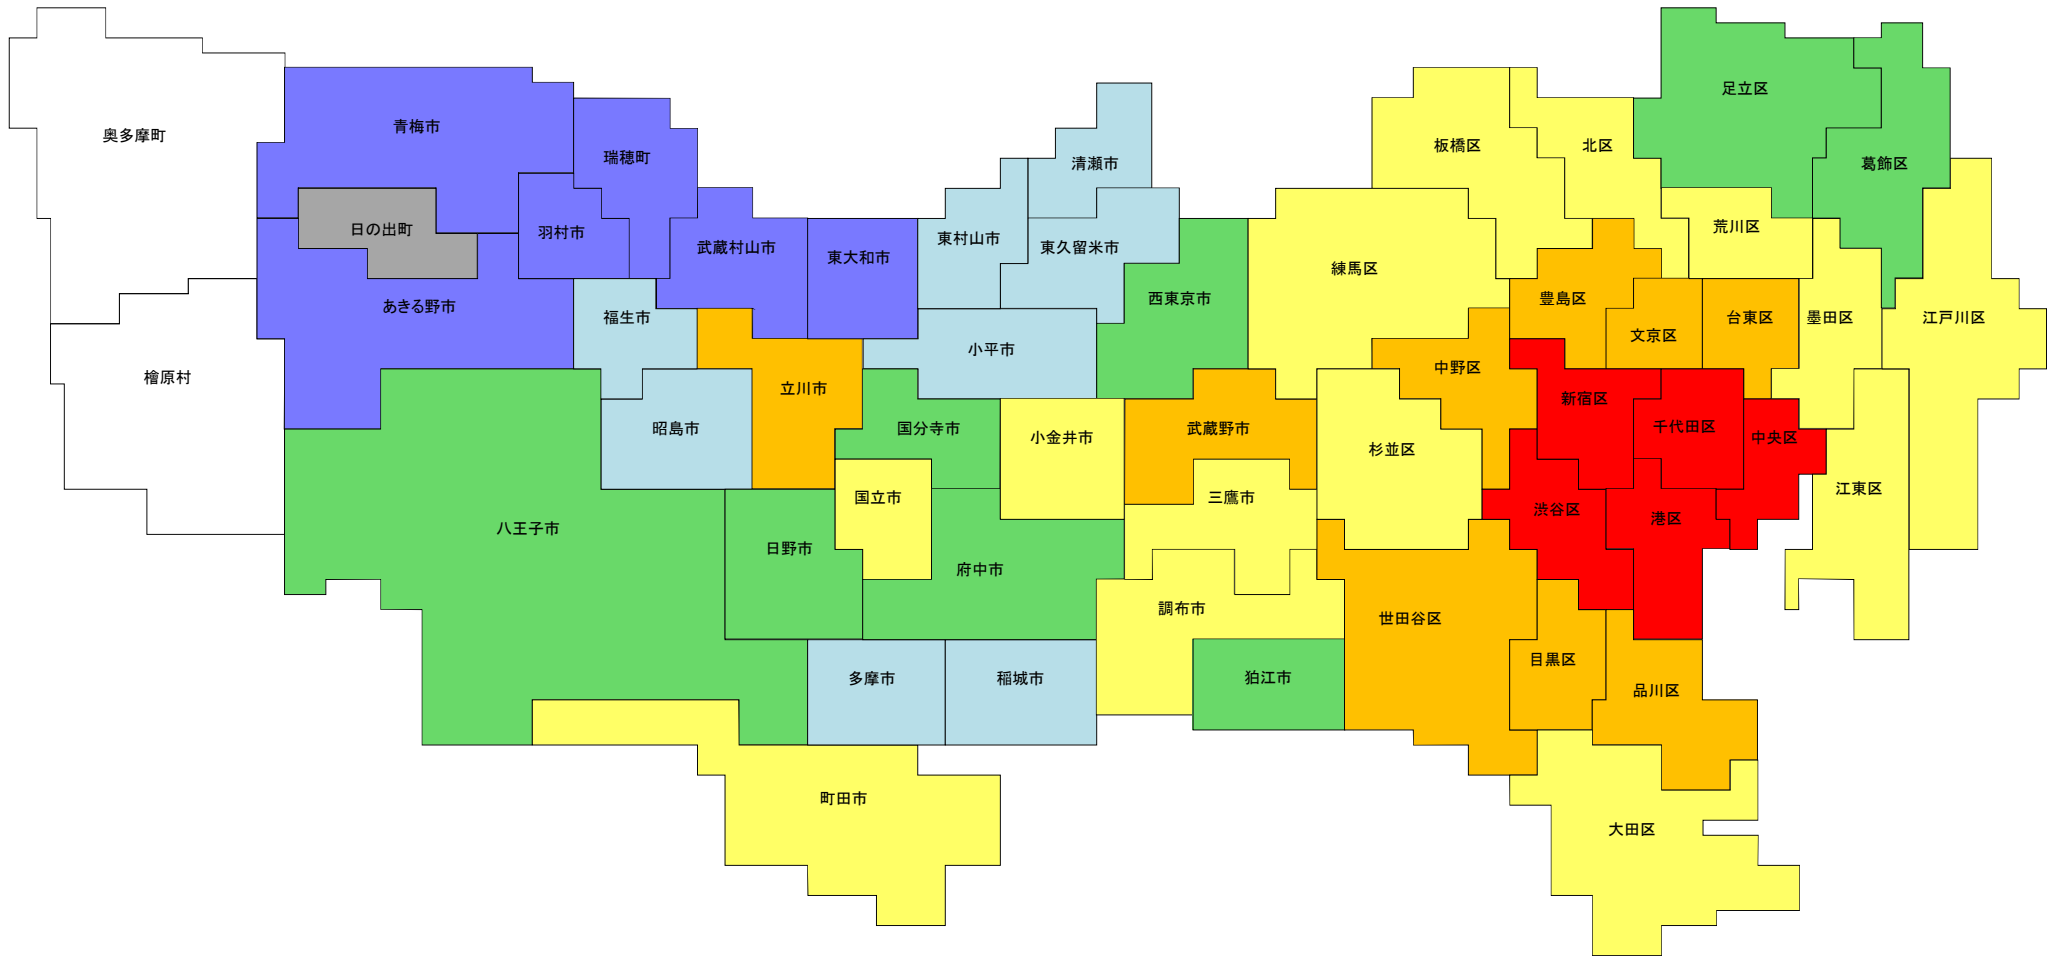 足立区
青梅市
奥多摩町
板橋区
北区
瑞穂町
清瀬市
葛飾区
日の出町
羽村市
東村山市
武蔵村山市
東久留米市
荒川区
東大和市
練馬区
西東京市
豊島区
あきる野市
福生市
台東区
墨田区
江戸川区
文京区
小平市
中野区
檜原村
立川市
新宿区
昭島市
国分寺市
武蔵野市
千代田区
小金井市
中央区
杉並区
江東区
国立市
三鷹市
渋谷区
港区
八王子市
日野市
府中市
調布市
世田谷区
目黒区
多摩市
稲城市
狛江市
品川区
町田市
大田区